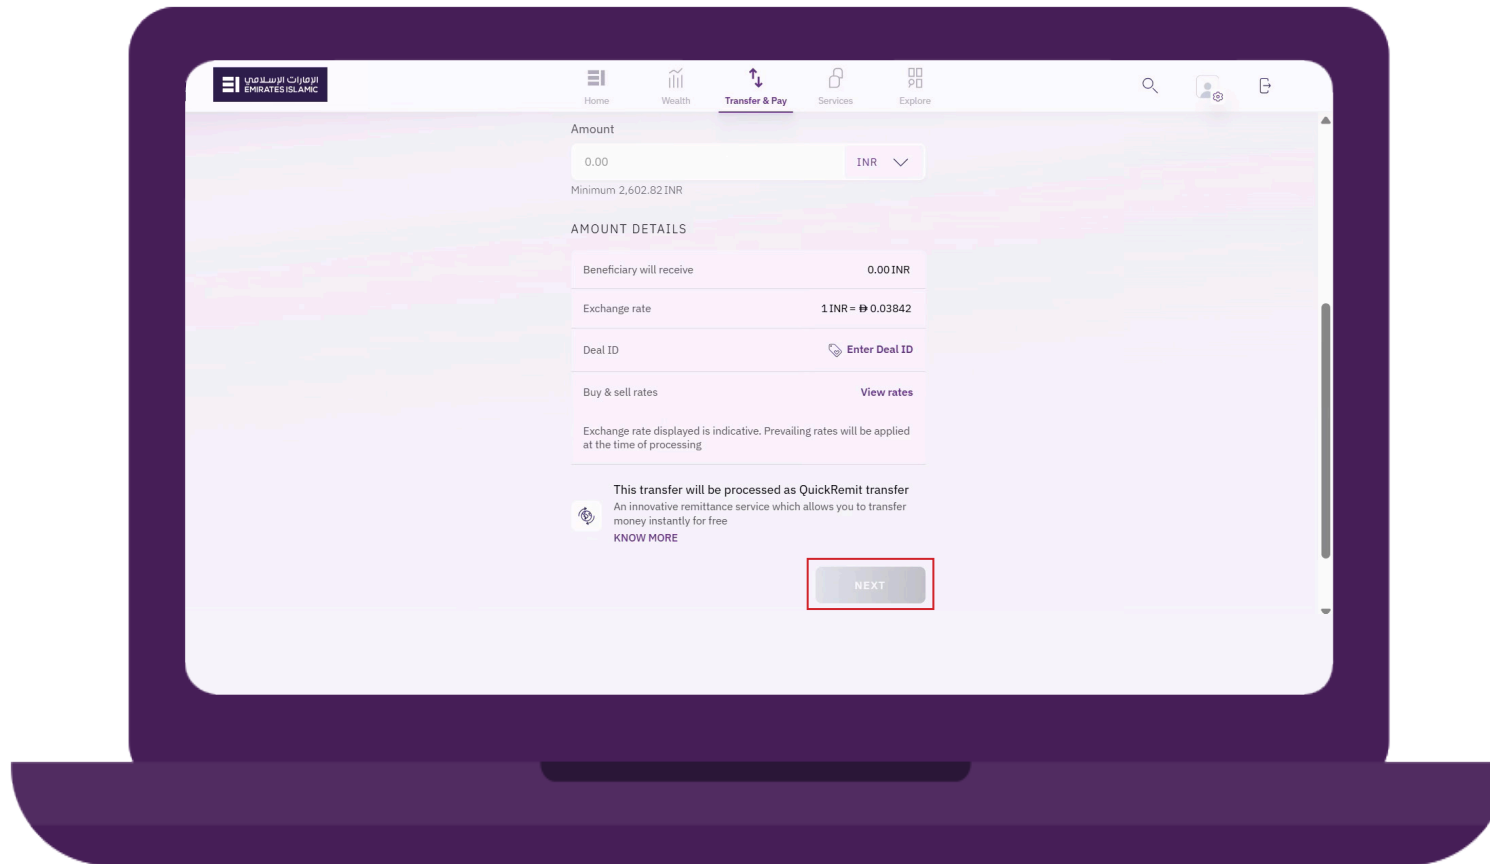 الإمارات الإسلامي
EMIRATES ISLAMIC
Home
Wealth
Transfer & Pay
Services
Explore
Amount
0.00
INR
Minimum 2,602.82 INR
AMOUNT DETAILS
Beneficiary will receive
0.00 INR
Exchange rate
1 INR = 0.03842
Deal ID
Enter Deal ID
Buy & sell rates
View rates
Exchange rate displayed is indicative. Prevailing rates will be applied
at the time of processing
This transfer will be processed as QuickRemit transfer
An innovative remittance service which allows you to transfer
money instantly for free
KNOW MORE
NEXT